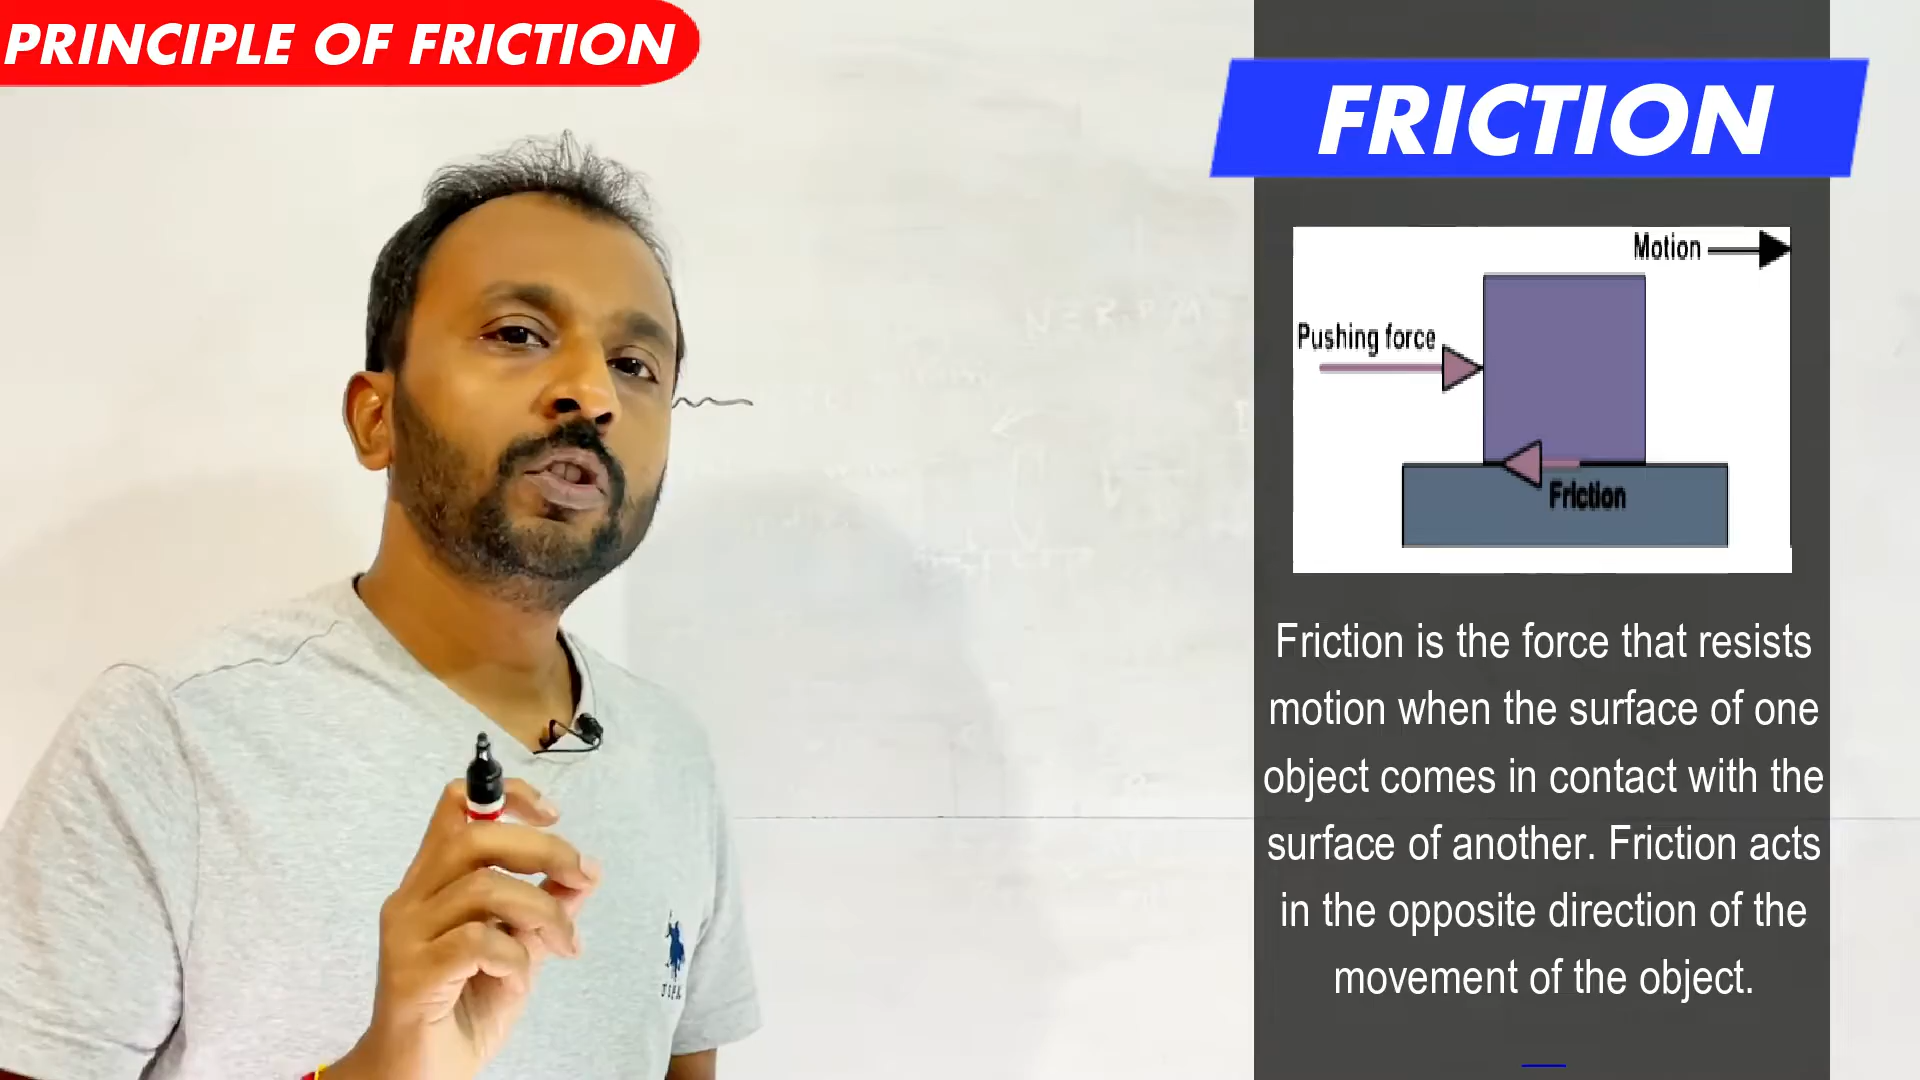 PRINCIPLE OF FRICTION
FRICTION
Motion
Pushing force
Friction
Friction is the force that resists
motion when the surface of one
object comes in contact with the
surface of another. Friction acts
in the opposite direction of the
movement of the object.